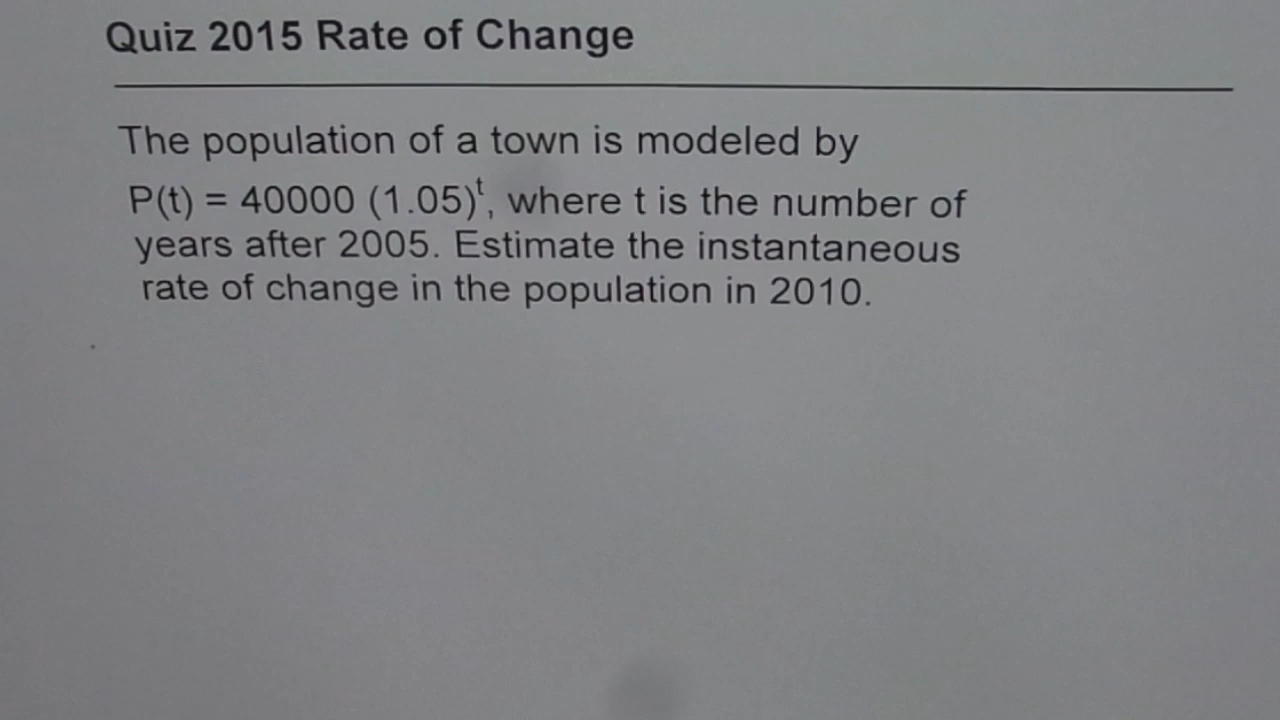 Quiz 2015 Rate of Change
The population of a town is modeled by
P(t) = 40000 (1.05)^t, where t is the number of
years after 2005. Estimate the instantaneous
rate of change in the population in 2010.